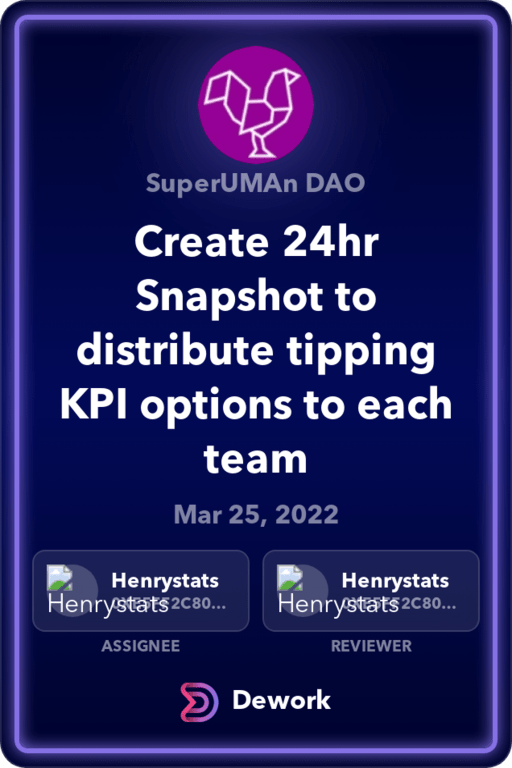 SuperUMAn DAO
Create 24hr
Snapshot to
distribute tipping
KPI options to each
team
Mar 25, 2022
Henrystats
Henrystats
Henrystats
Henrystats
ASSIGNEE
REVIEWER
Dework